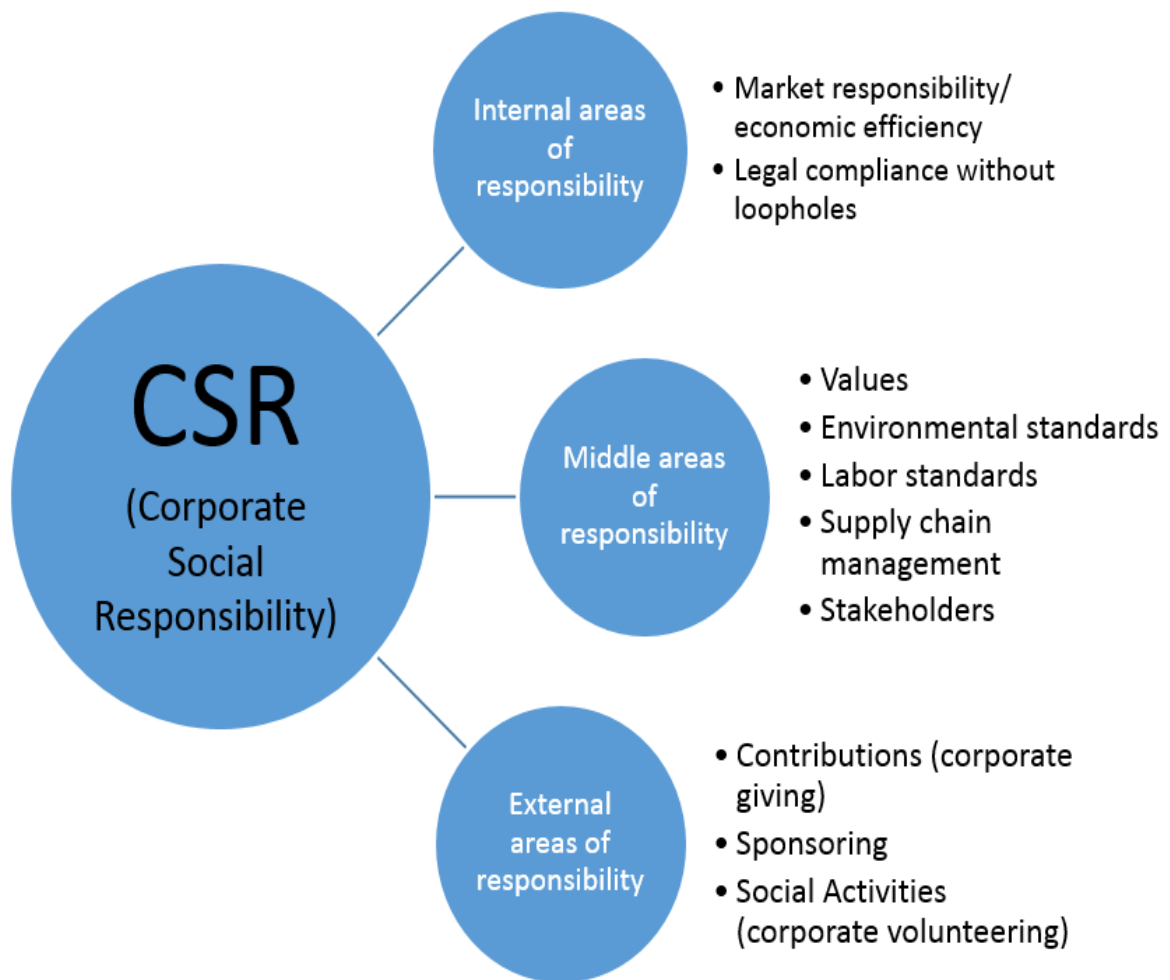 CSR
(Corporate
Social
Responsibility)
Internal areas
of
responsibility
• Market responsibility/
economic efficiency
• Legal compliance without
loopholes
Middle areas
of
responsibility
• Values
• Environmental standards
• Labor standards
• Supply chain
management
• Stakeholders
External
areas of
responsibility
• Contributions (corporate
giving)
• Sponsoring
• Social Activities
(corporate volunteering)